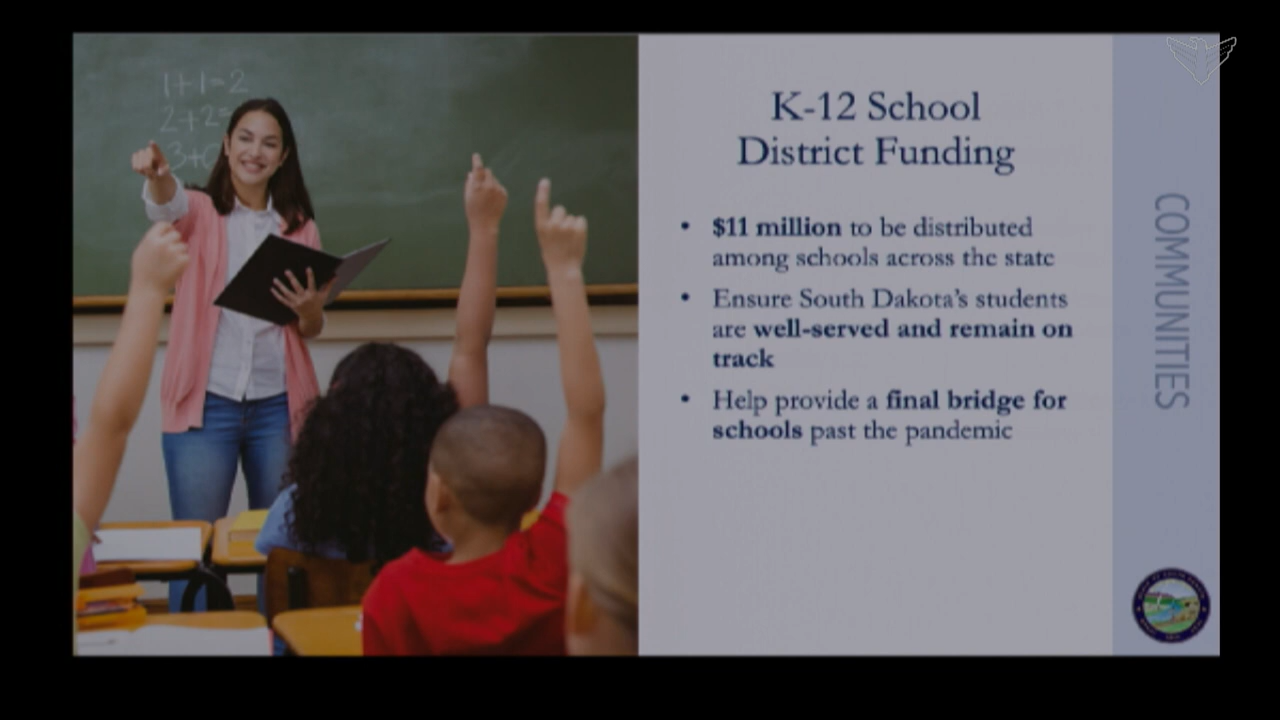 1+1=2
2+2=
3+0
K-12 School
District Funding
• $11 million to be distributed
among schools across the state
• Ensure South Dakota's students
are well-served and remain on
track
• Help provide a final bridge for
schools past the pandemic
COMMUNITIES